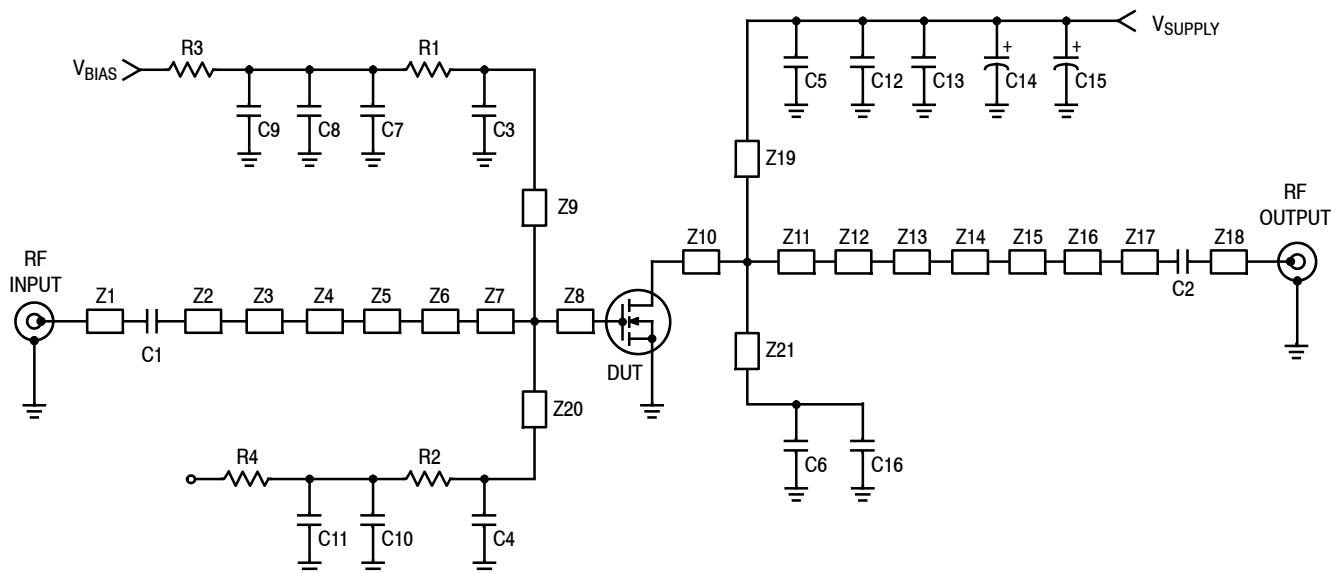 V_SUPPLY
R3
R1
V_BIAS
+
+
C5
C12
C13
C14
C15
C9
C8
C7
C3
Z19
Z9
RF
OUTPUT
Z10
Z11
Z12
Z13
Z14
Z15
Z16
Z17
Z18
RF
INPUT
C2
Z1
Z2
Z3
Z4
Z5
Z6
Z7
Z8
C1
Z21
DUT
Z20
R4
R2
C6
C16
C11
C10
C4